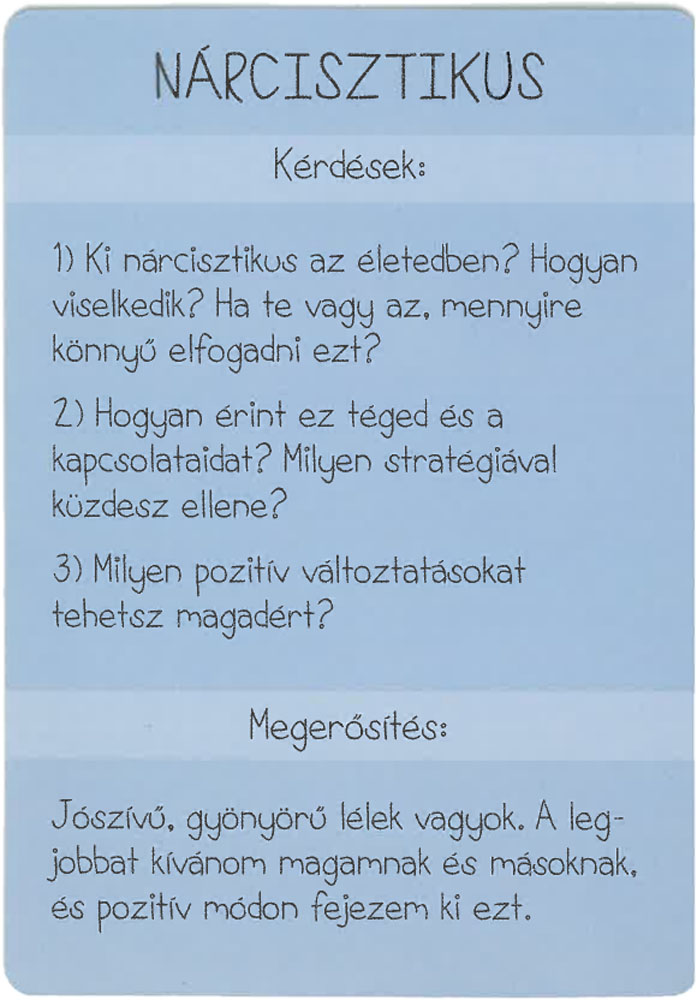 NÁRCISZTIKUS
Kérdések:
1) Ki nárcisztikus az életedben? Hogyan
viselkedik? Ha te vagy az, mennyire
könnyű elfogadni ezt?
2) Hogyan érint ez téged és a
kapcsolataidat? Milyen stratégiával
küzdesz ellene?
3) Milyen pozitív változtatásokat
tehetsz magadért?
Megerősítés:
Jószívű, gyönyörű lélek vagyok. A leg-
jobbat kívánom magamnak és másoknak,
és pozitív módon fejezem ki ezt.